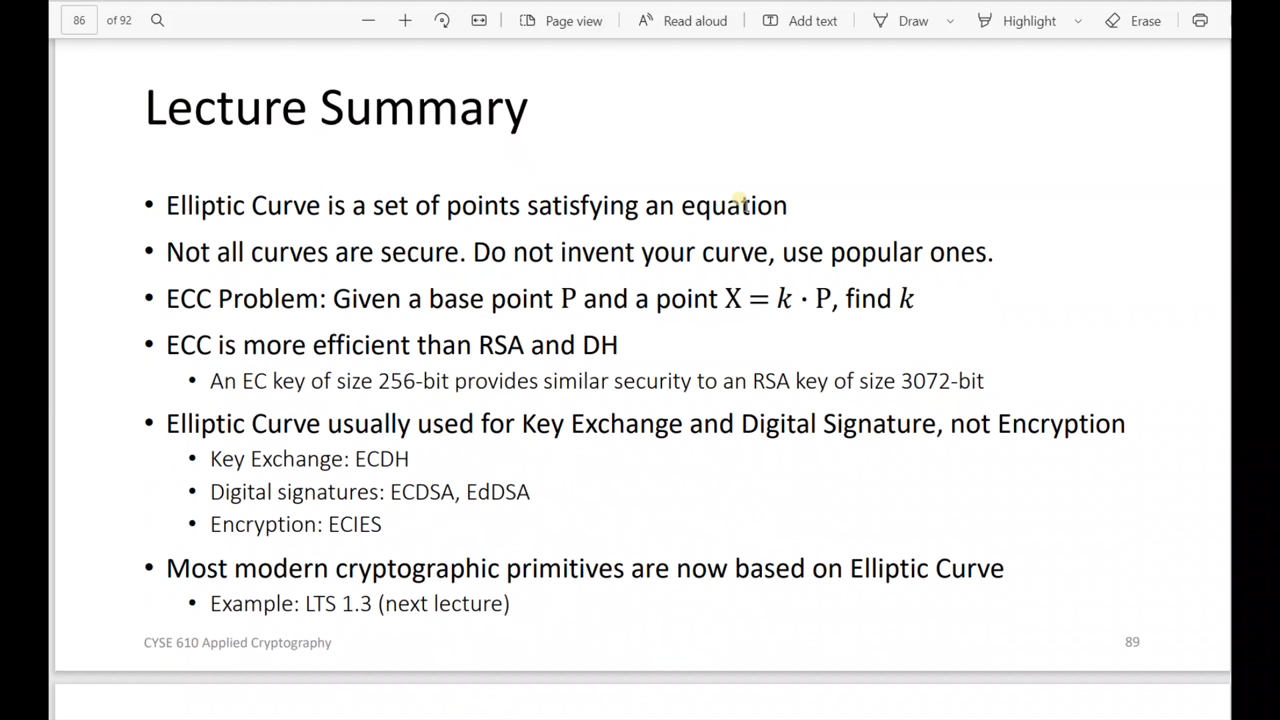 86 of 92 Page view Read aloud Add text Draw Highlight Erase
Lecture Summary
• Elliptic Curve is a set of points satisfying an equation
• Not all curves are secure. Do not invent your curve, use popular ones.
• ECC Problem: Given a base point P and a point X = k · P, find k
• ECC is more efficient than RSA and DH
• An EC key of size 256-bit provides similar security to an RSA key of size 3072-bit
• Elliptic Curve usually used for Key Exchange and Digital Signature, not Encryption
• Key Exchange: ECDH
• Digital signatures: ECDSA, EdDSA
• Encryption: ECIES
• Most modern cryptographic primitives are now based on Elliptic Curve
• Example: LTS 1.3 (next lecture)
CYSE 610 Applied Cryptography 89